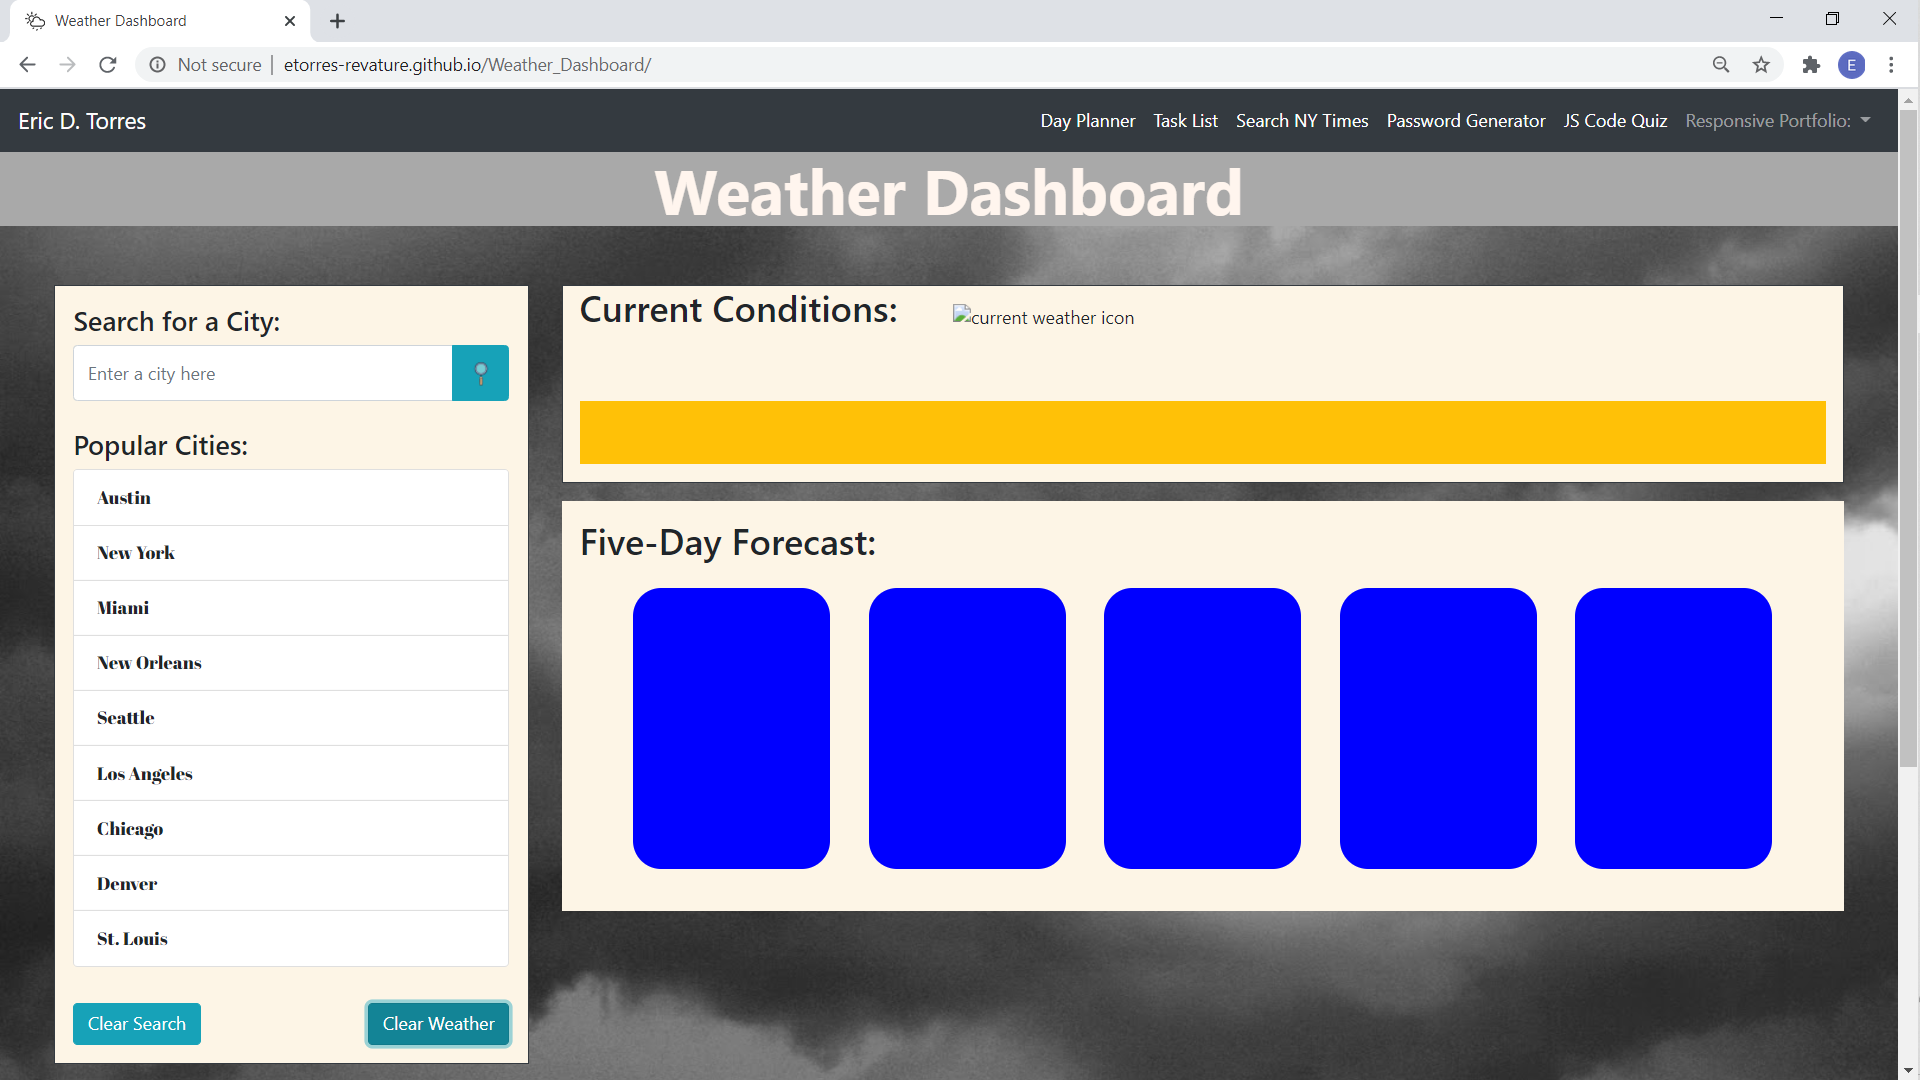 Weather Dashboard
Not secure | etorres-revature.github.io/Weather_Dashboard/
E
Eric D. Torres
Day Planner Task List Search NY Times Password Generator JS Code Quiz Responsive Portfolio:
Weather Dashboard
Search for a City:
Enter a city here
Popular Cities:
Austin
New York
Miami
New Orleans
Seattle
Los Angeles
Chicago
Denver
St. Louis
Clear Search Clear Weather
Current Conditions:
current weather icon
Five-Day Forecast: